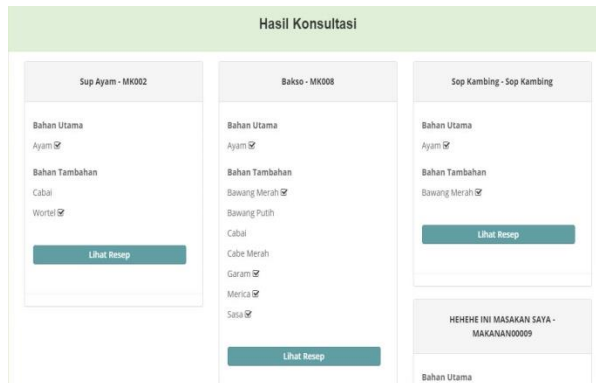 Hasil Konsultasi
Sup Ayam - MK002
Bahan Utama
Ayam
Bahan Tambahan
Cabai
Wortel
Lihat Resep
Bakso - MK008
Bahan Utama
Ayam
Bahan Tambahan
Bawang Merah
Bawang Putih
Cabai
Cabe Merah
Garam
Merica
Sasa
Lihat Resep
Sop Kambing - Sop Kambing
Bahan Utama
Ayam
Bahan Tambahan
Bawang Merah
Lihat Resep
HEHEHE INI MASAKAN SAYA -
MAKANAN00009
Bahan Utama